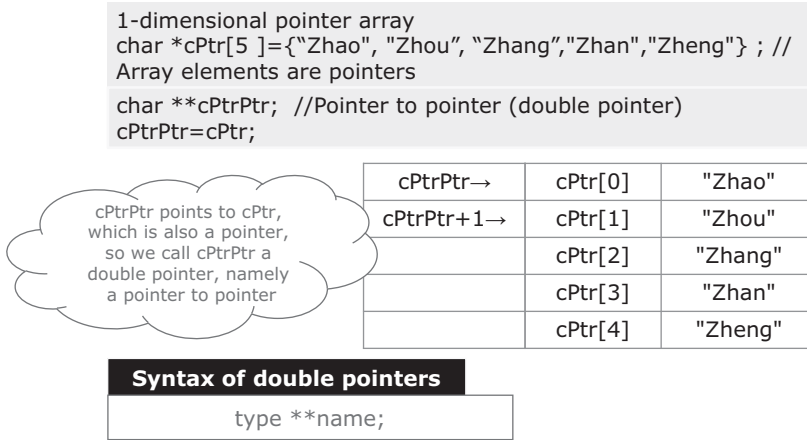 1-dimensional pointer array
char *cPtr[5 ]={“Zhao", "Zhou”, “Zhang”,"Zhan","Zheng"} ; //
Array elements are pointers
char **cPtrPtr;  //Pointer to pointer (double pointer)
cPtrPtr=cPtr;
cPtrPtr points to cPtr,
which is also a pointer,
so we call cPtrPtr a
double pointer, namely
a pointer to pointer
cPtrPtr→ cPtr[0] "Zhao"
cPtrPtr+1→ cPtr[1] "Zhou"
cPtr[2] "Zhang"
cPtr[3] "Zhan"
cPtr[4] "Zheng"
Syntax of double pointers
type **name;